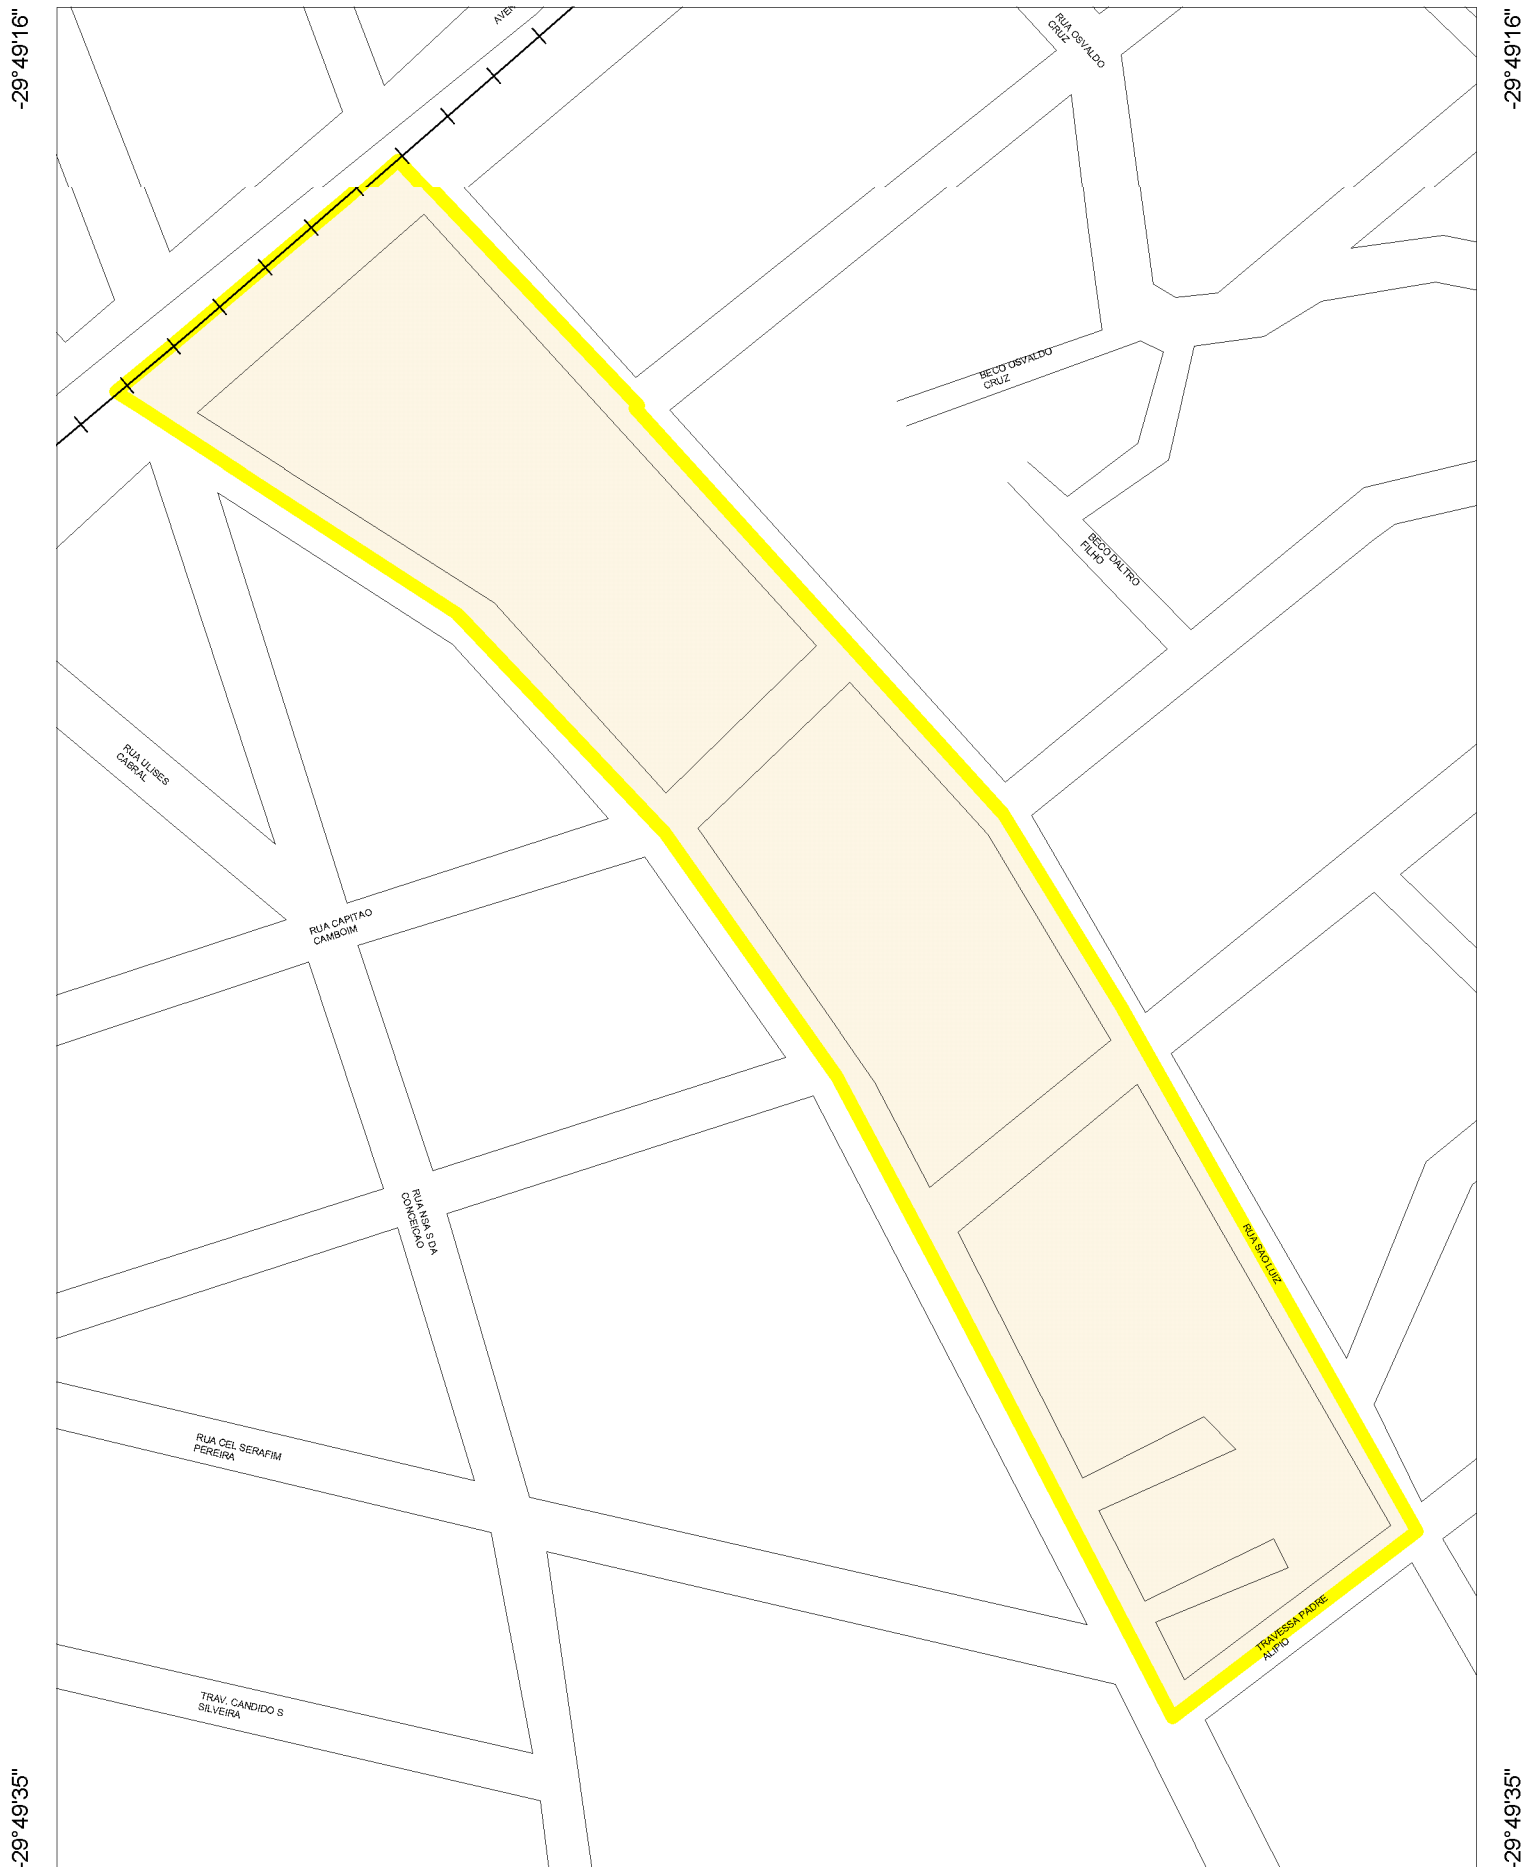 -29°49'16"
-29°49'16"
AVEN
RUA OSVALDO
CRUZ
BECO OSVALDO
CRUZ
BECO DALTRO
FILHO
RUA ULISES
CABRAL
RUA CAPITAO
CAMBOIM
RUA NSA S DA
CONCEICAO
RUA SAO LUIZ
RUA CEL SERAFIM
PEREIRA
TRAVESSA PADRE
ALIPIO
TRAV. CANDIDO S
SILVEIRA
-29°49'35"
-29°49'35"